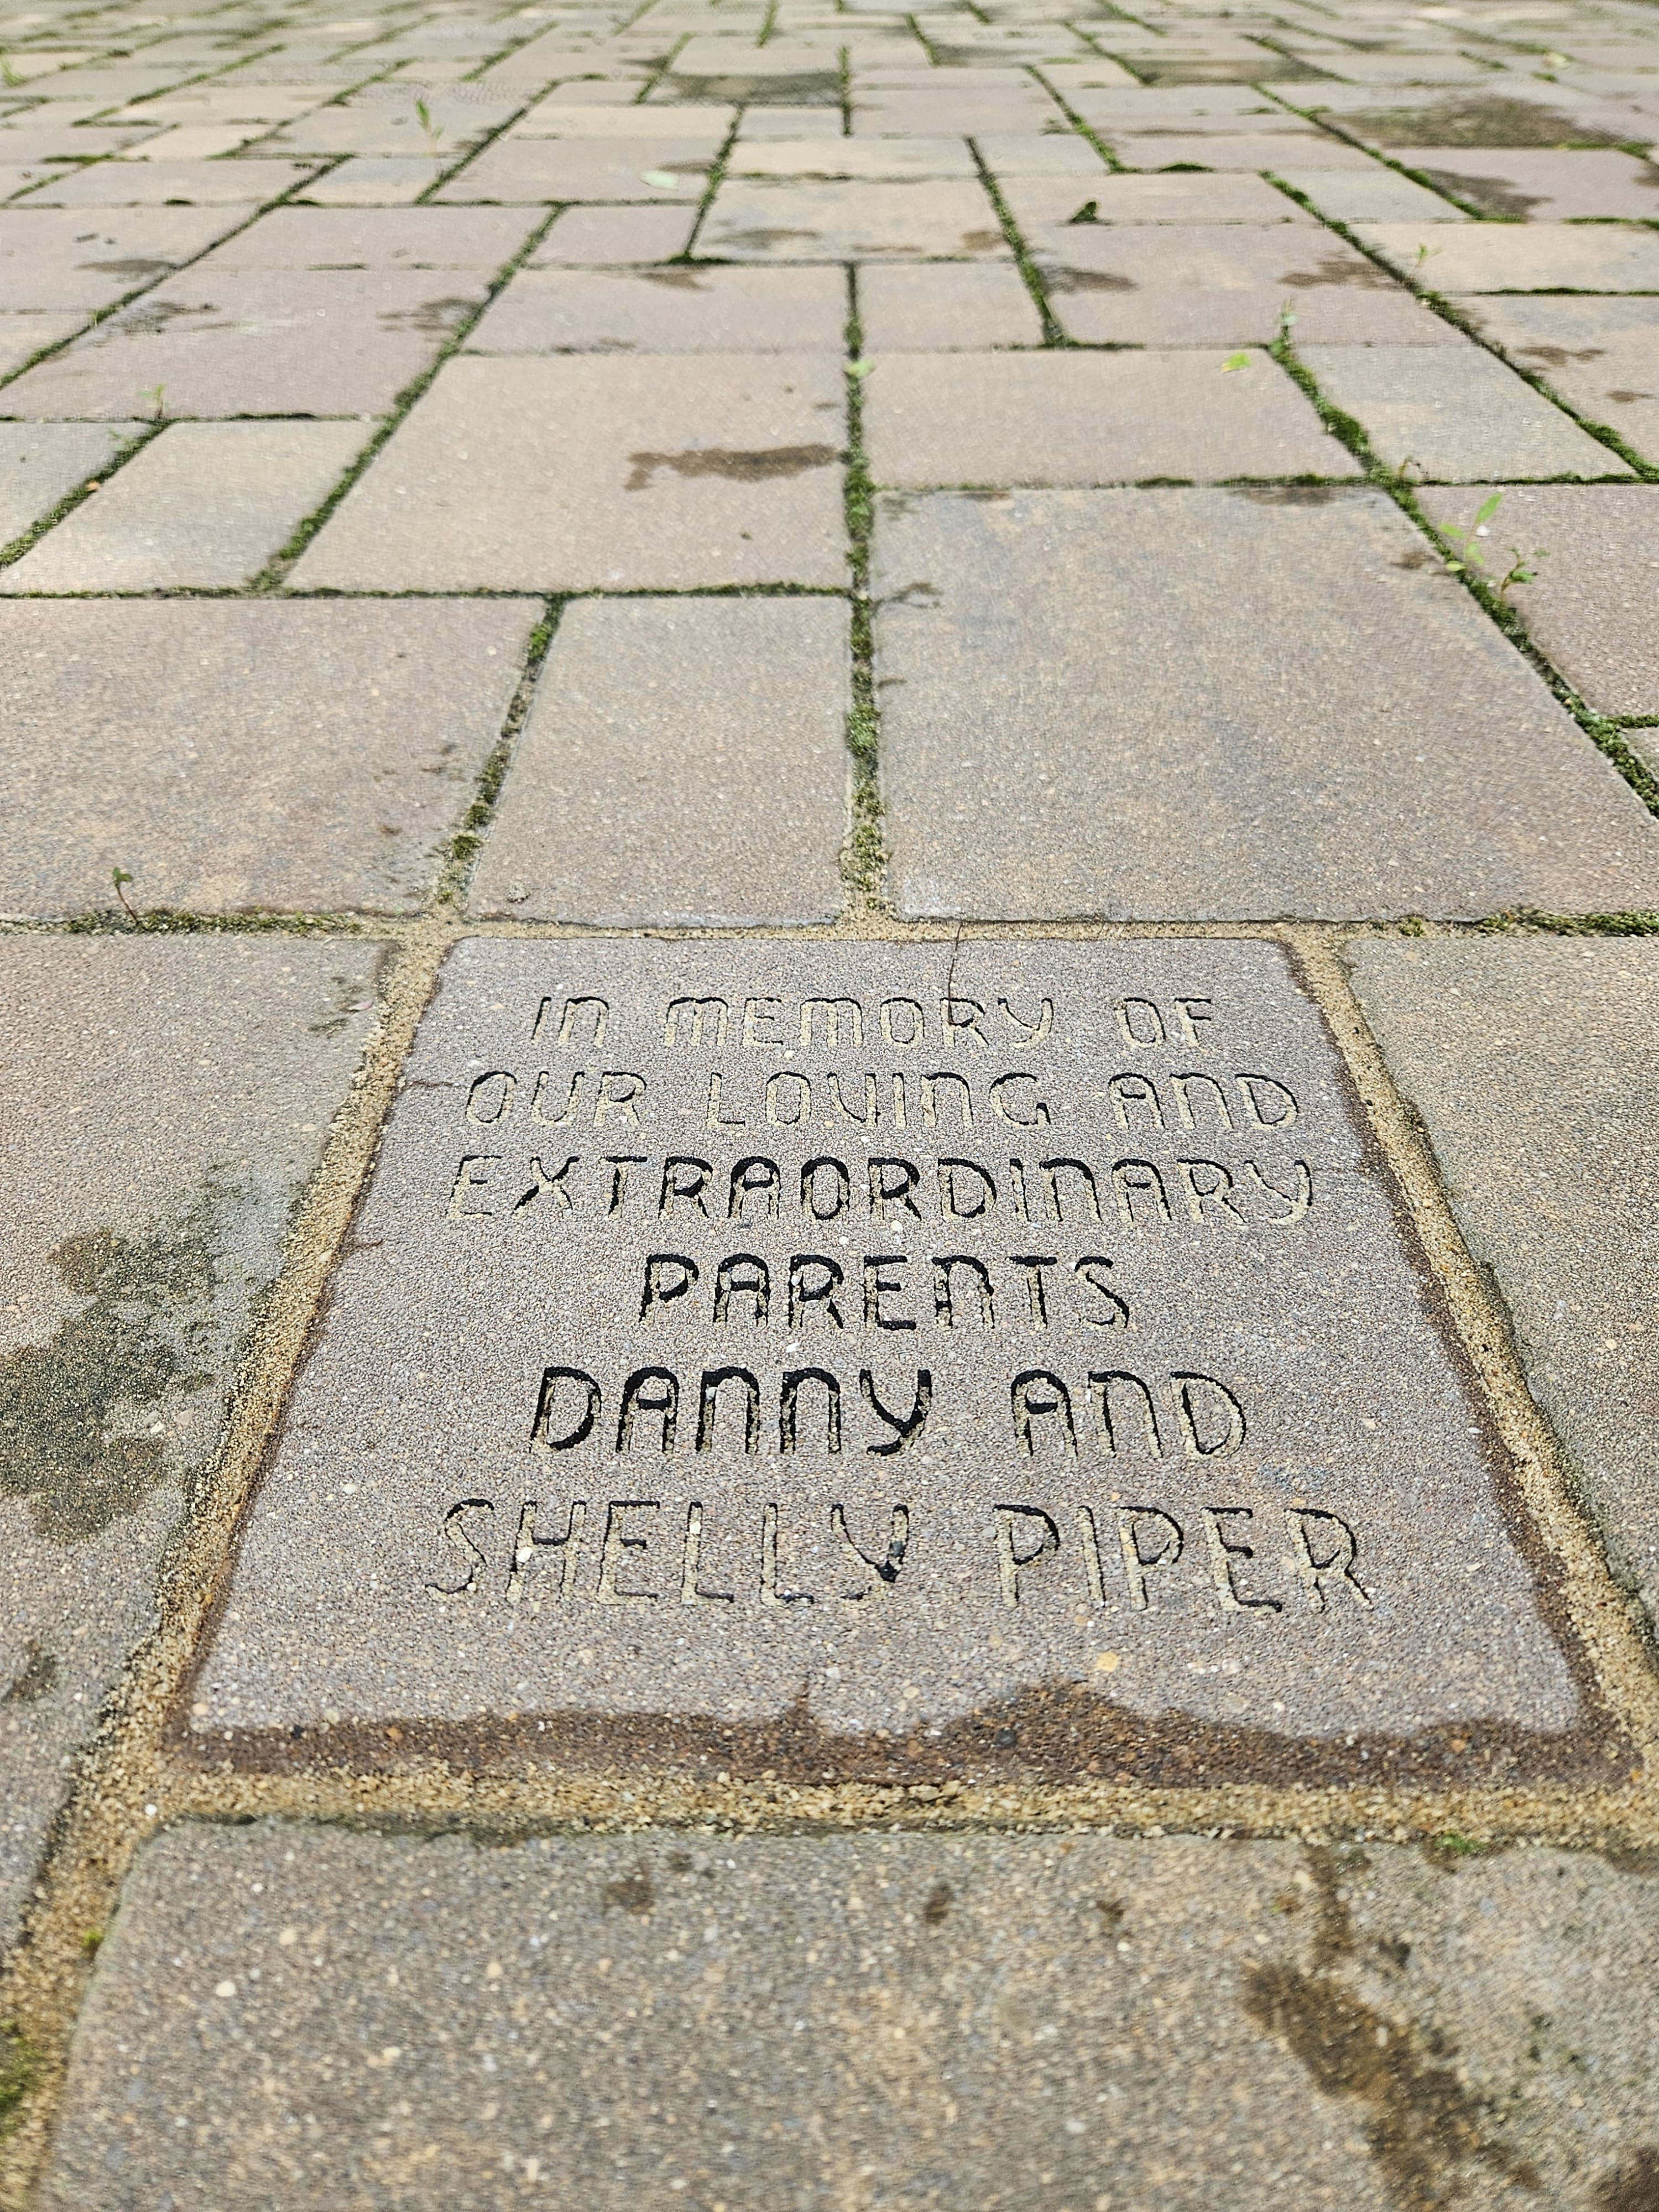 IN MEMORY OF
OUR LOVING AND
EXTRAORDINARY
PARENTS
DANNY AND
SHELLY PIPER